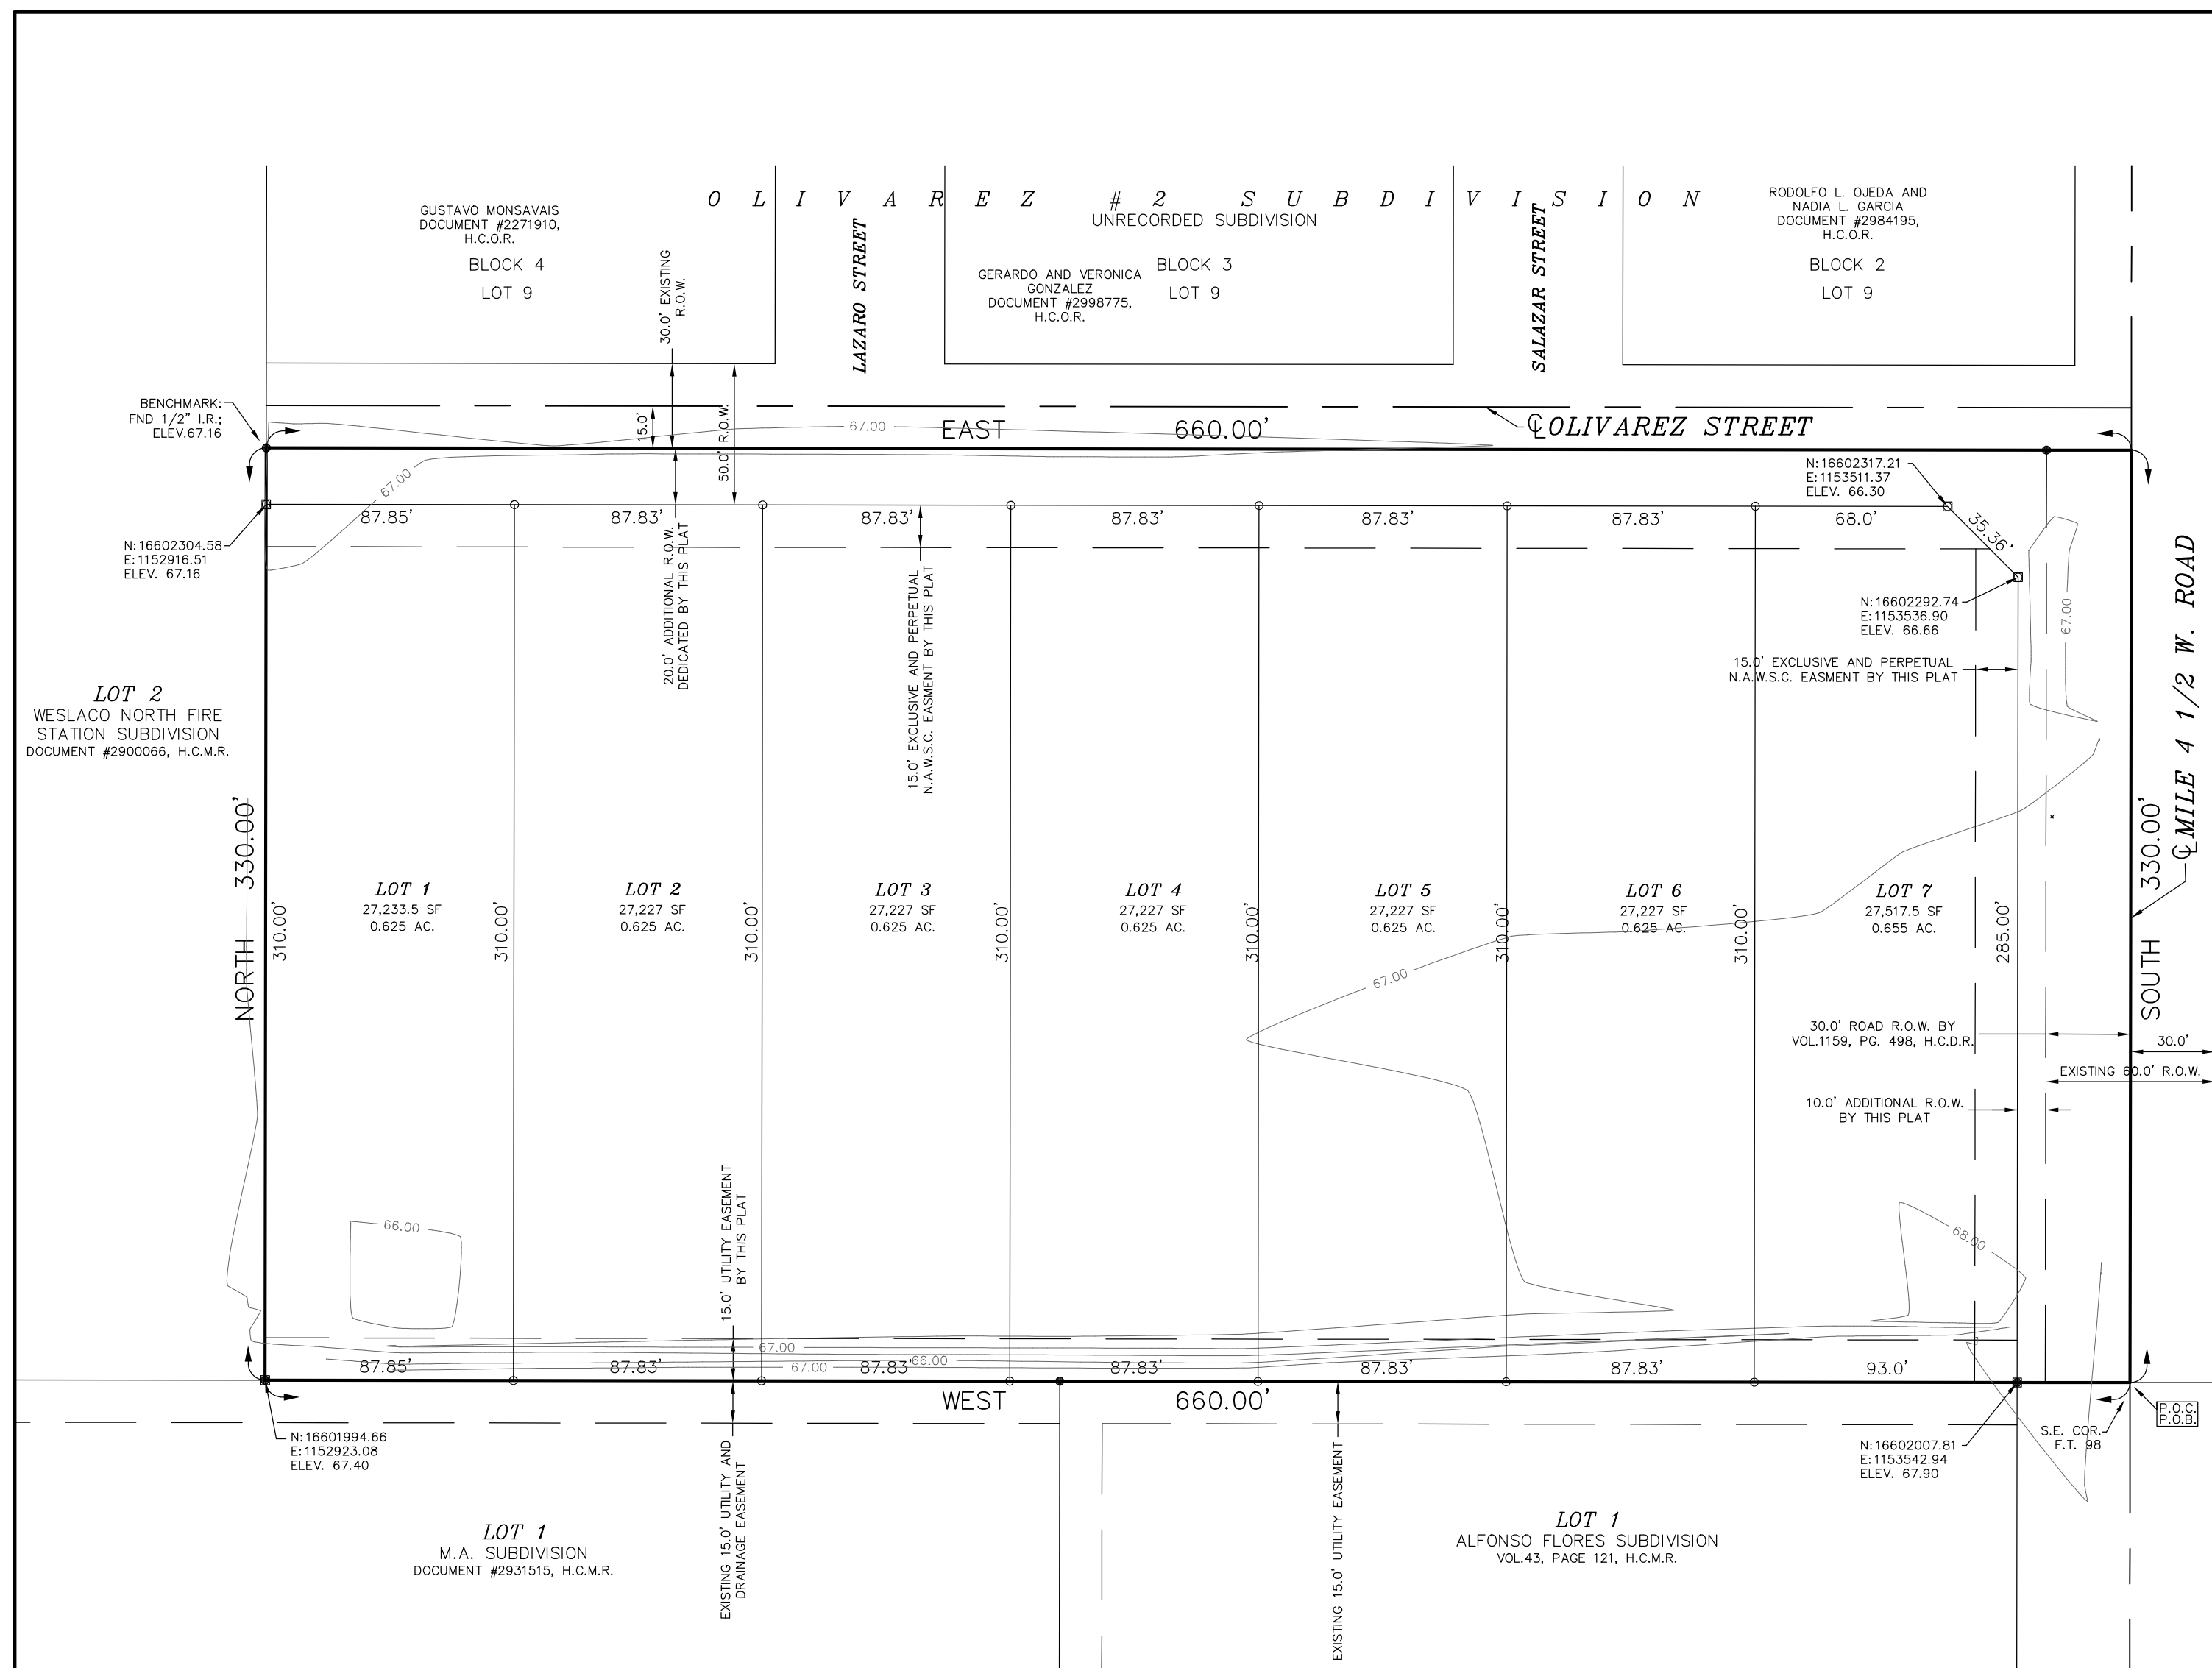 O L I V A R E Z # 2 S U B D I V I S I O N
UNRECORDED SUBDIVISION
GUSTAVO MONSAVAIS
DOCUMENT #2271910,
H.C.O.R.
BLOCK 4
LOT 9
30.0' EXISTING
R.O.W.
LAZARO STREET
GERARDO AND VERONICA
GONZALEZ
DOCUMENT #2998775,
H.C.O.R.
BLOCK 3
LOT 9
SALAZAR STREET
RODOLFO L. OJEDA AND
NADIA L. GARCIA
DOCUMENT #2984195,
H.C.O.R.
BLOCK 2
LOT 9
BENCHMARK:
FND 1/2" I.R.;
ELEV.67.16
15.0'
50.0' R.O.W.
67.00
EAST 660.00'
℄ OLIVAREZ STREET
N:16602317.21
E:1153511.37
ELEV. 66.30
67.00
87.85'
87.83'
87.83'
87.83'
87.83'
87.83'
68.0'
35.36'
N:16602304.58
E:1152916.51
ELEV. 67.16
20.0' ADDITIONAL R.O.W.
DEDICATED BY THIS PLAT
15.0' EXCLUSIVE AND PERPETUAL
N.A.W.S.C. EASMENT BY THIS PLAT
N:16602292.74
E:1153536.90
ELEV. 66.66
67.00
15.0' EXCLUSIVE AND PERPETUAL
N.A.W.S.C. EASMENT BY THIS PLAT
℄ MILE 4 1/2 W. ROAD
LOT 2
WESLACO NORTH FIRE
STATION SUBDIVISION
DOCUMENT #2900066, H.C.M.R.
NORTH 330.00'
310.00'
LOT 1
27,233.5 SF
0.625 AC.
310.00'
LOT 2
27,227 SF
0.625 AC.
310.00'
LOT 3
27,227 SF
0.625 AC.
310.00'
LOT 4
27,227 SF
0.625 AC.
310.00'
LOT 5
27,227 SF
0.625 AC.
310.00'
LOT 6
27,227 SF
0.625 AC.
310.00'
LOT 7
27,517.5 SF
0.655 AC.
285.00'
SOUTH 330.00'
67.00
30.0' ROAD R.O.W. BY
VOL.1159, PG. 498, H.C.D.R.
30.0'
EXISTING 60.0' R.O.W.
10.0' ADDITIONAL R.O.W.
BY THIS PLAT
15.0' UTILITY EASEMENT
BY THIS PLAT
66.00
68.00
67.00
67.00
66.00
87.85'
87.83'
87.83'
87.83'
87.83'
87.83'
93.0'
WEST 660.00'
P.O.C.
P.O.B.
S.E. COR.
F.T. 98
N:16601994.66
E:1152923.08
ELEV. 67.40
N:16602007.81
E:1153542.94
ELEV. 67.90
EXISTING 15.0' UTILITY AND
DRAINAGE EASEMENT
EXISTING 15.0' UTILITY EASEMENT
LOT 1
M.A. SUBDIVISION
DOCUMENT #2931515, H.C.M.R.
LOT 1
ALFONSO FLORES SUBDIVISION
VOL.43, PAGE 121, H.C.M.R.